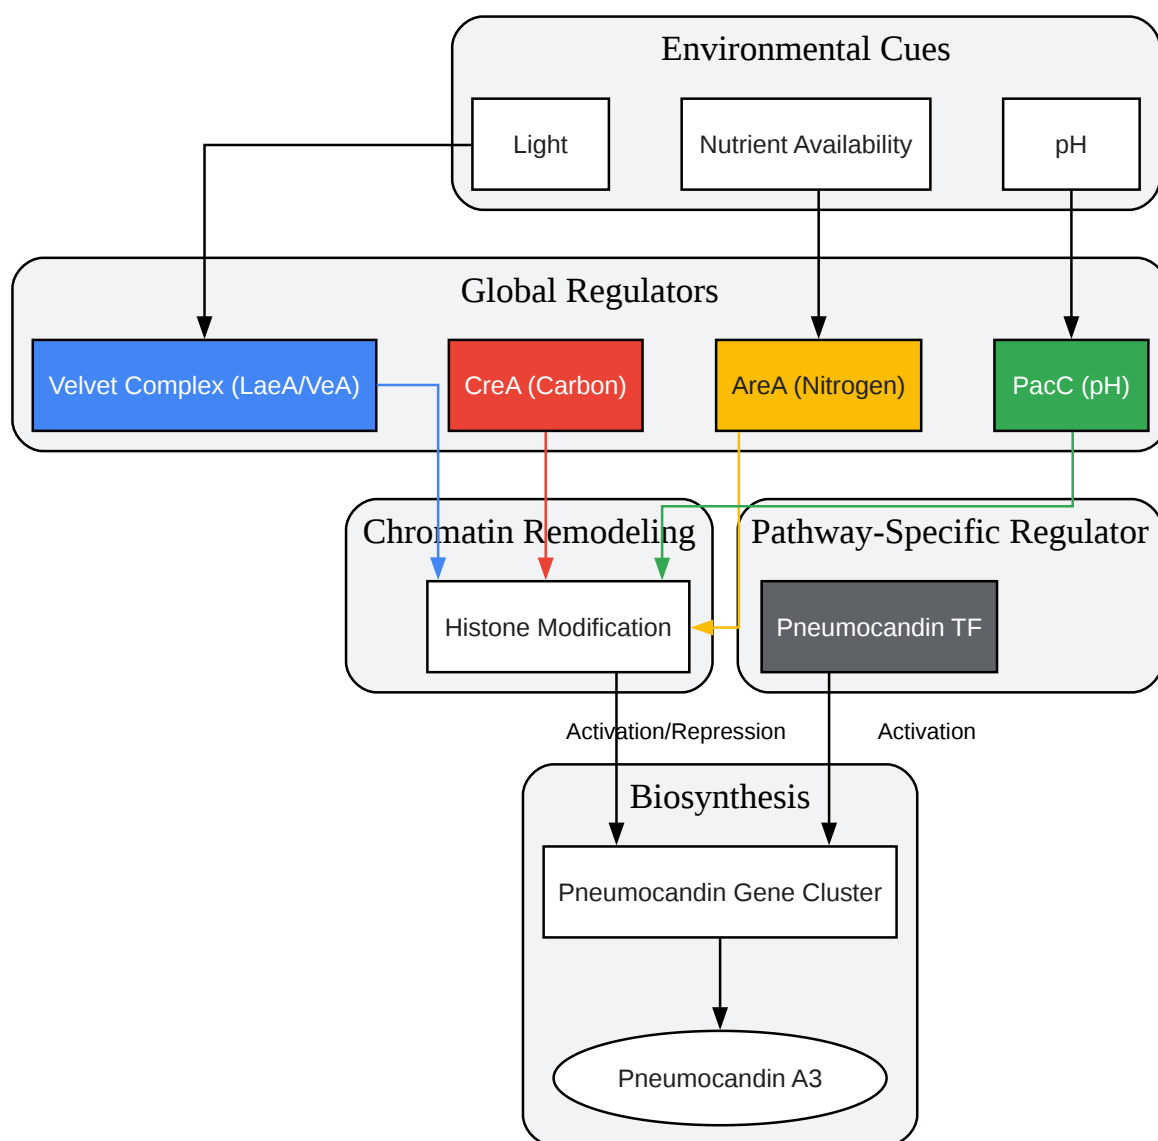 Environmental Cues
Light
Nutrient Availability
pH
Global Regulators
Velvet Complex (LaeA/VeA)
CreA (Carbon)
AreA (Nitrogen)
PacC (pH)
Chromatin Remodeling
Pathway-Specific Regulator
Histone Modification
Pneumocandin TF
Activation/Repression
Activation
Biosynthesis
Pneumocandin Gene Cluster
Pneumocandin A3